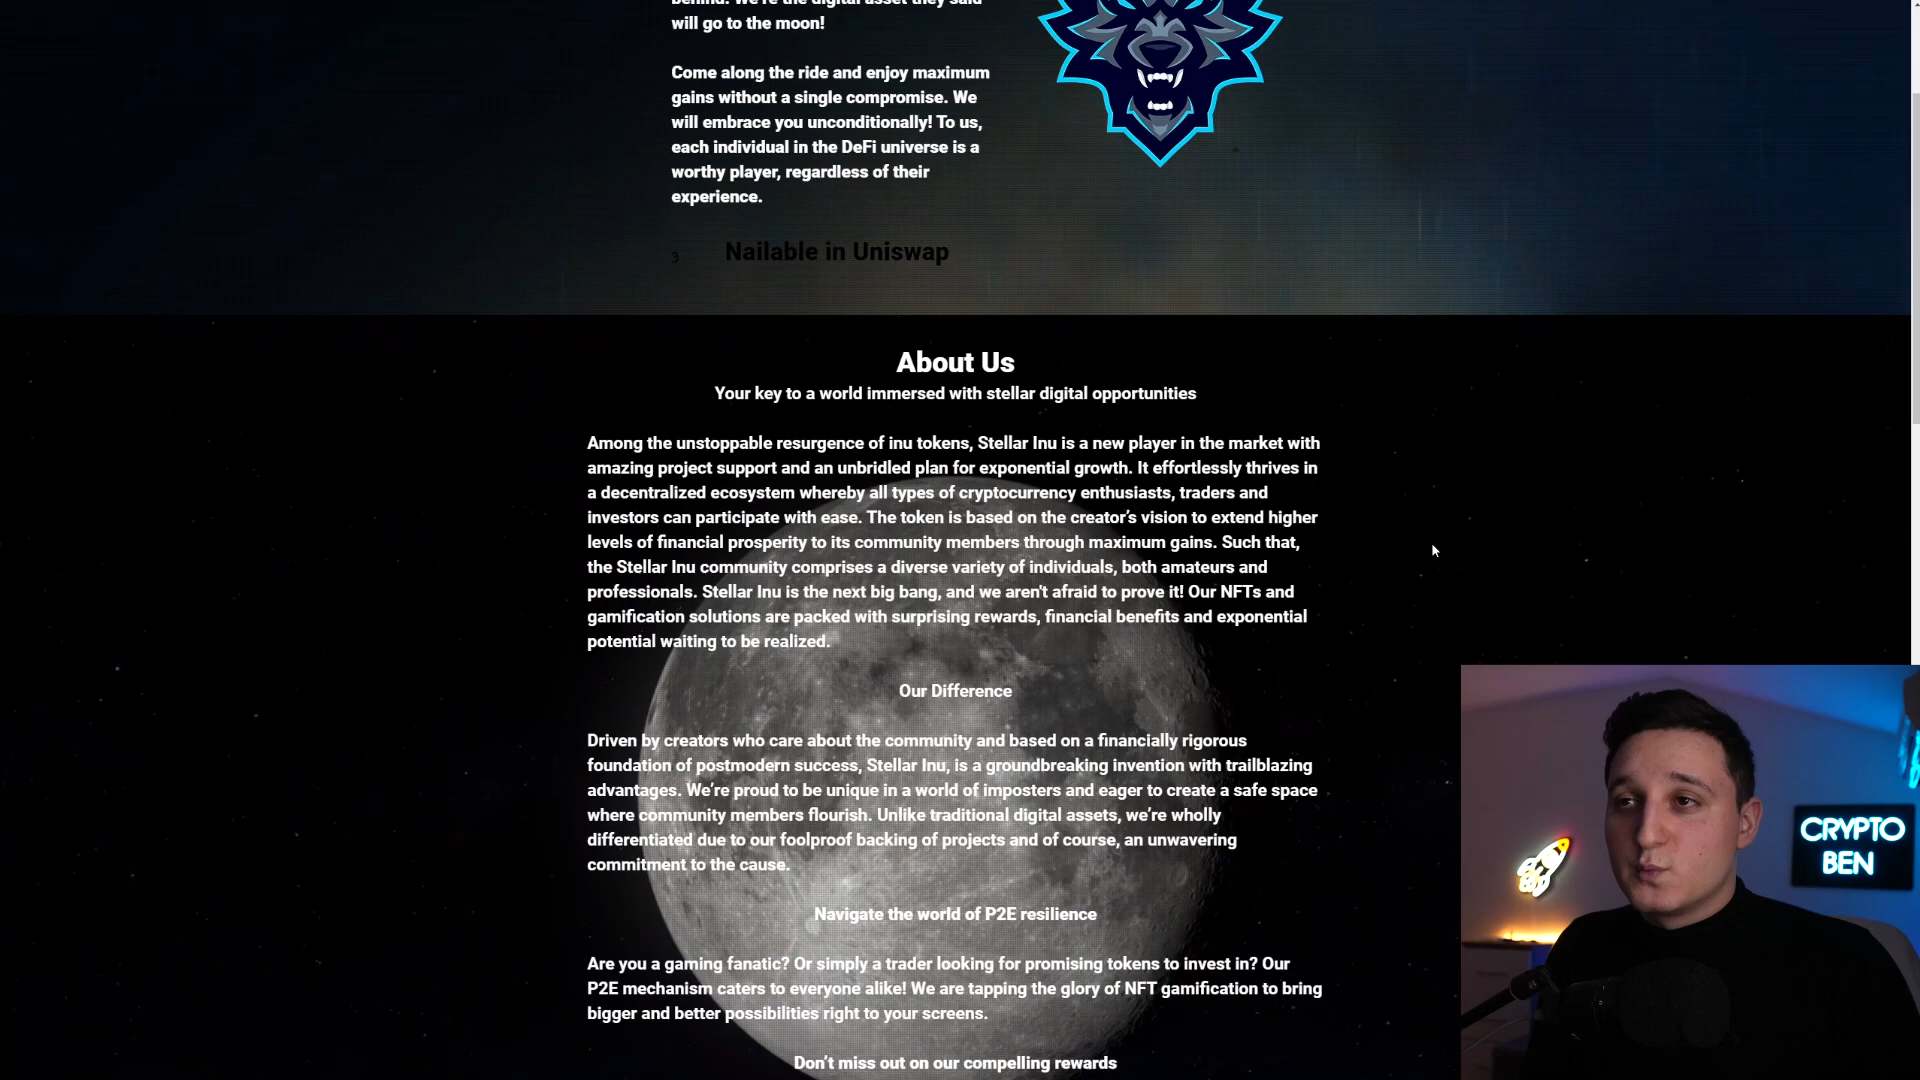 will go to the moon!
Come along the ride and enjoy maximum
gains without a single compromise. We
will embrace you unconditionally! To us,
each individual in the DeFi universe is a
worthy player, regardless of their
experience.
3 Nailable in Uniswap
About Us
Your key to a world immersed with stellar digital opportunities
Among the unstoppable resurgence of inu tokens, Stellar Inu is a new player in the market with
amazing project support and an unbridled plan for exponential growth. It effortlessly thrives in
a decentralized ecosystem whereby all types of cryptocurrency enthusiasts, traders and
investors can participate with ease. The token is based on the creator’s vision to extend higher
levels of financial prosperity to its community members through maximum gains. Such that,
the Stellar Inu community comprises a diverse variety of individuals, both amateurs and
professionals. Stellar Inu is the next big bang, and we aren't afraid to prove it! Our NFTs and
gamification solutions are packed with surprising rewards, financial benefits and exponential
potential waiting to be realized.
Our Difference
Driven by creators who care about the community and based on a financially rigorous
foundation of postmodern success, Stellar Inu, is a groundbreaking invention with trailblazing
advantages. We’re proud to be unique in a world of imposters and eager to create a safe space
where community members flourish. Unlike traditional digital assets, we’re wholly
differentiated due to our foolproof backing of projects and of course, an unwavering
commitment to the cause.
Navigate the world of P2E resilience
Are you a gaming fanatic? Or simply a trader looking for promising tokens to invest in? Our
P2E mechanism caters to everyone alike! We are tapping the glory of NFT gamification to bring
bigger and better possibilities right to your screens.
Don’t miss out on our compelling rewards
CRYPTO
BEN